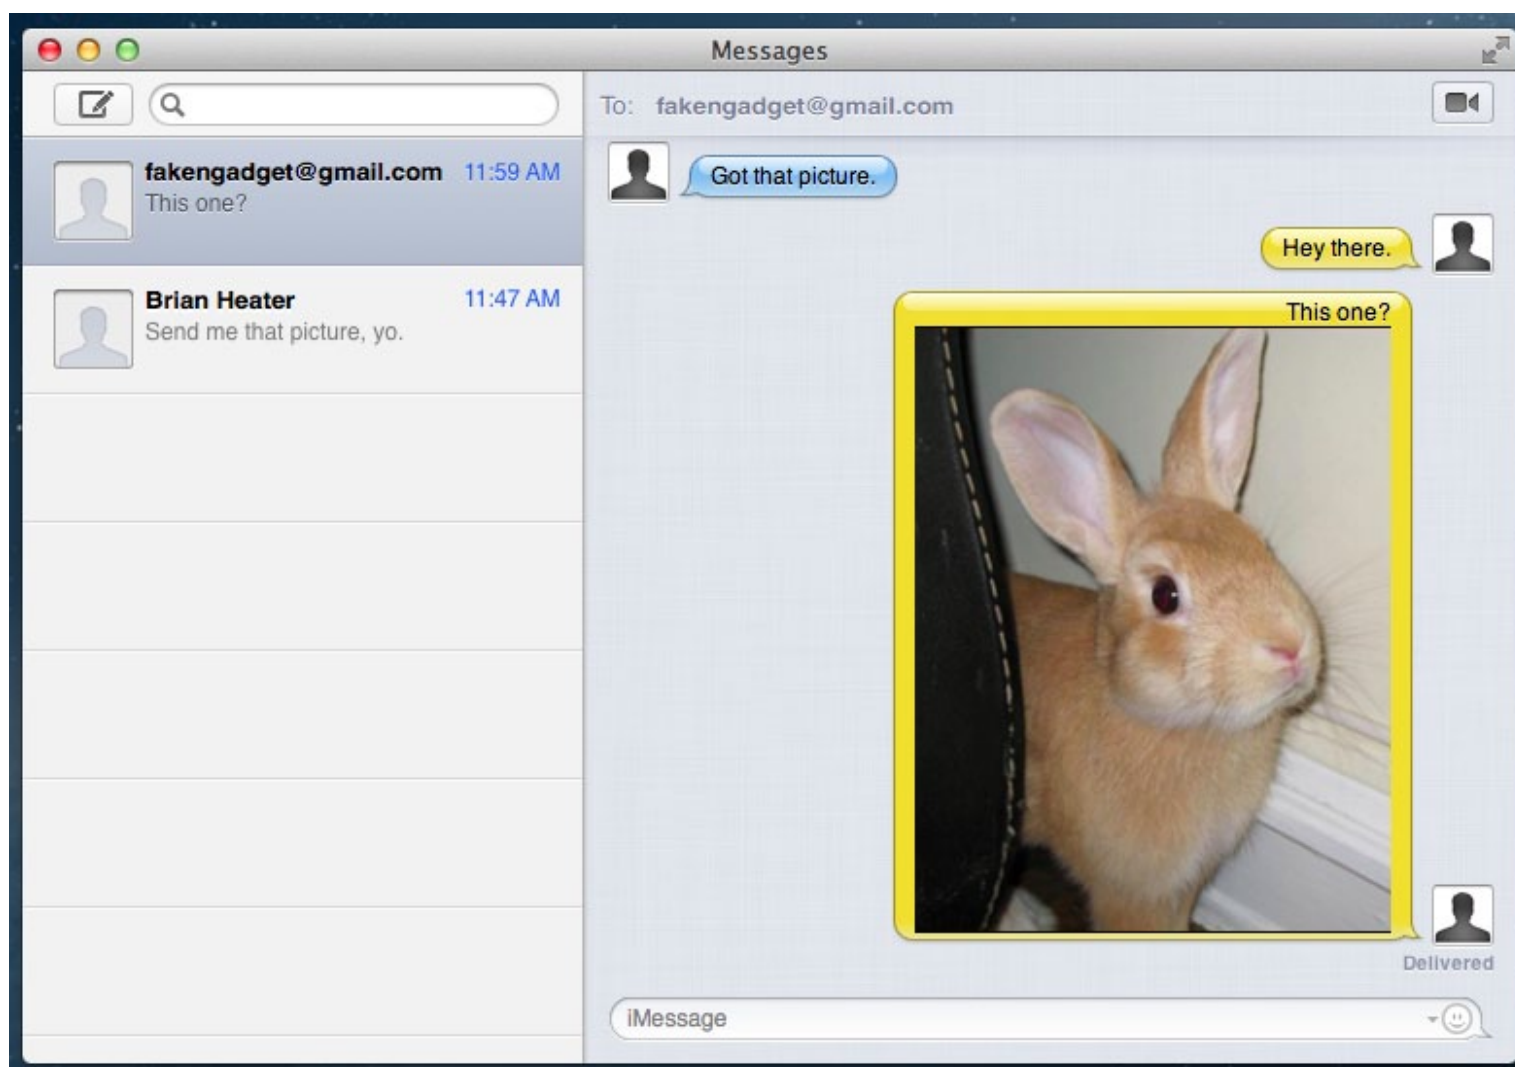 Messages
To: fakengadget@gmail.com
fakengadget@gmail.com 11:59 AM
This one?
Brian Heater 11:47 AM
Send me that picture, yo.
Got that picture.
Hey there.
This one?
Delivered
iMessage